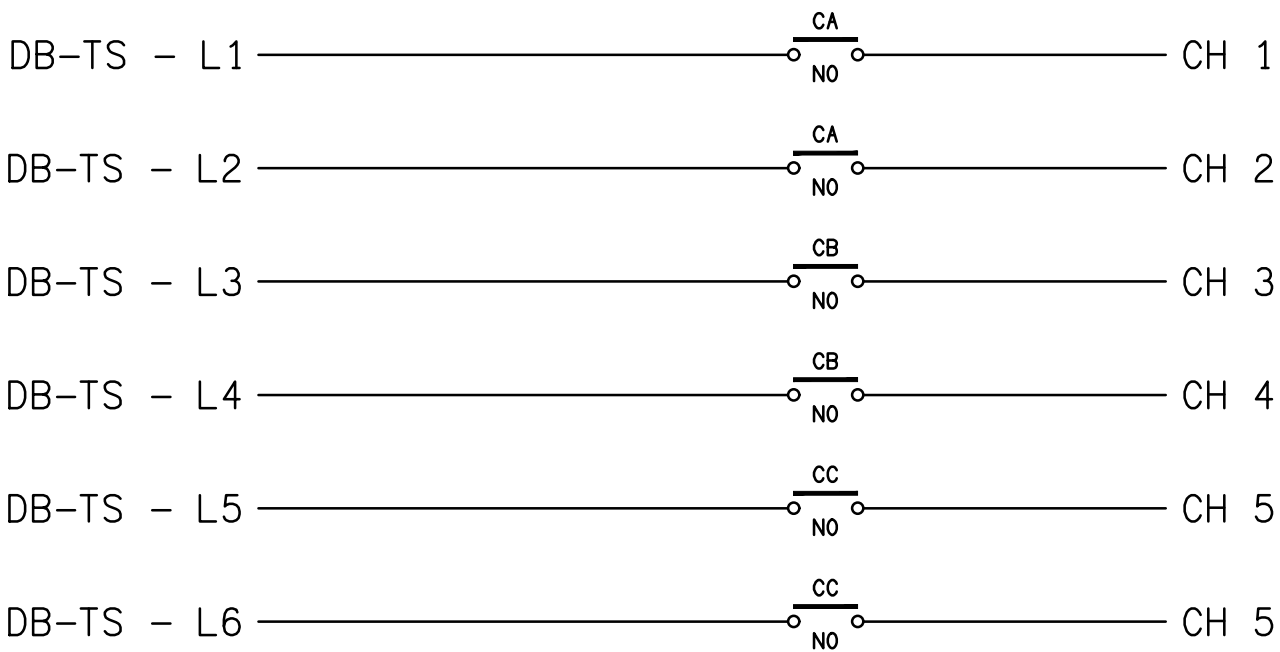 CA
DB-TS - L1 CH 1
NO
CA
DB-TS - L2 CH 2
NO
CB
DB-TS - L3 CH 3
NO
CB
DB-TS - L4 CH 4
NO
CC
DB-TS - L5 CH 5
NO
CC
DB-TS - L6 CH 5
NO